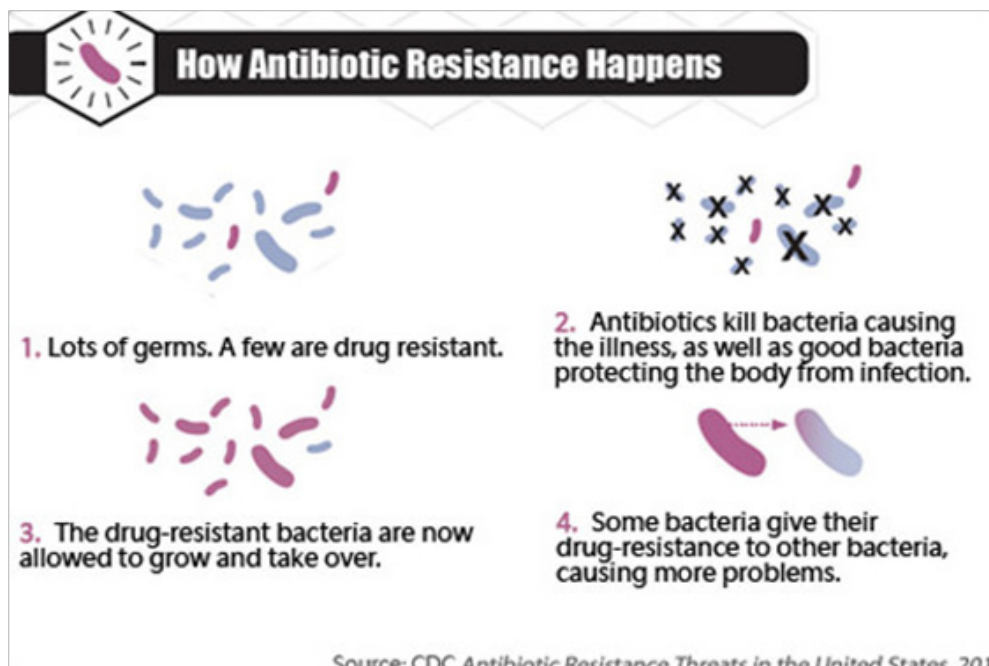 How Antibiotic Resistance Happens
1. Lots of germs. A few are drug resistant.
2. Antibiotics kill bacteria causing
the illness, as well as good bacteria
protecting the body from infection.
3. The drug-resistant bacteria are now
allowed to grow and take over.
4. Some bacteria give their
drug-resistance to other bacteria,
causing more problems.
Source: CDC Antibiotic Resistance Threats in the United States,